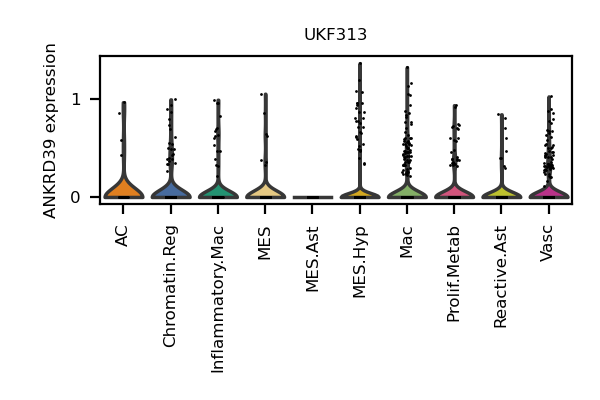 UKF313
ANKRD39 expression
1
0
AC
Chromatin.Reg
Inflammatory.Mac
MES
MES.Ast
MES.Hyp
Mac
Prolif.Metab
Reactive.Ast
Vasc